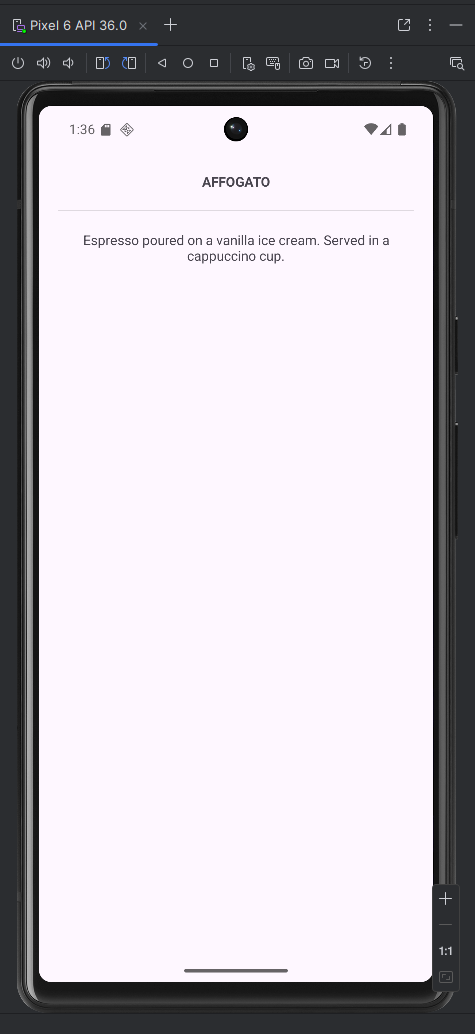 Pixel 6 API 36.0
1:36
AFFOGATO
Espresso poured on a vanilla ice cream. Served in a
cappuccino cup.
1:1